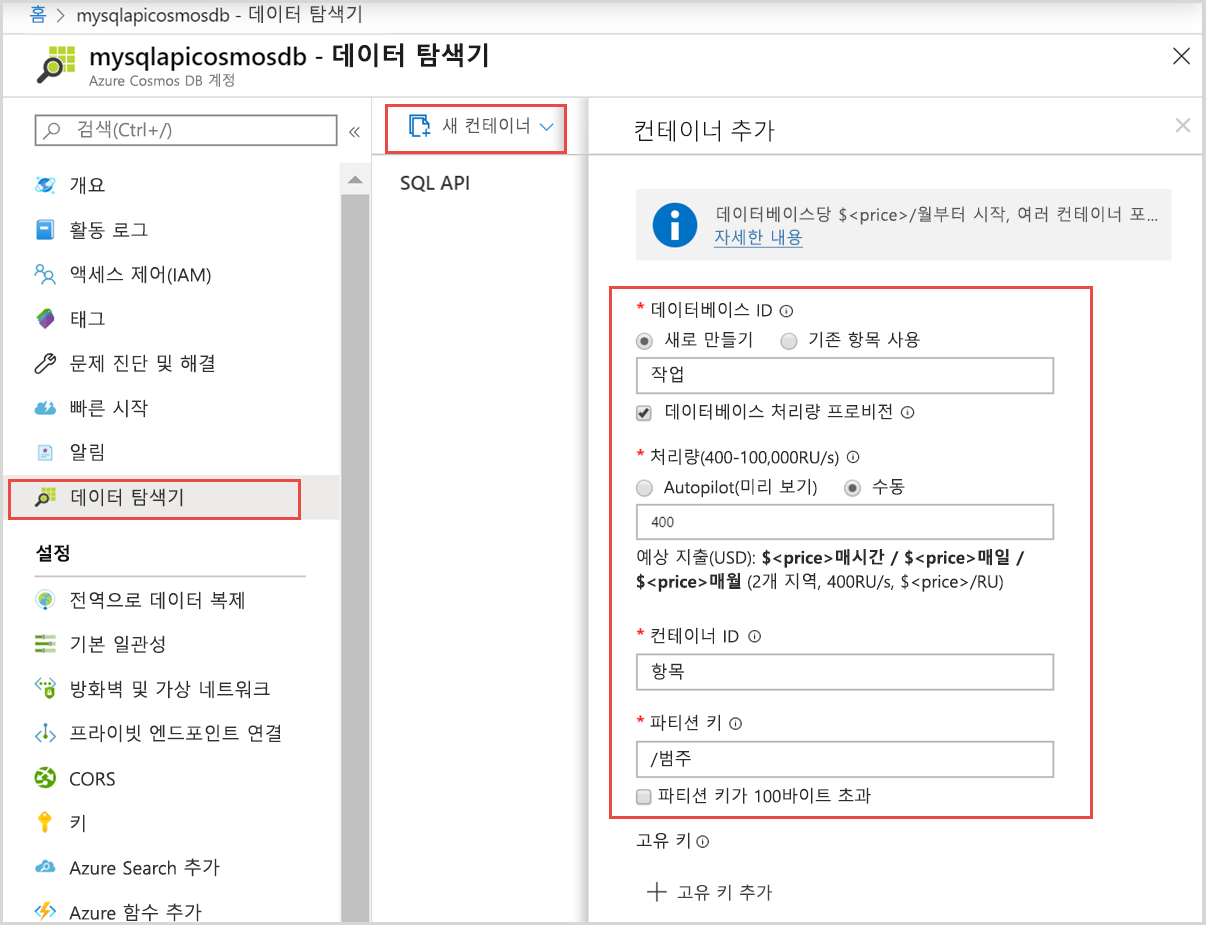 홈 > mysqlapicosmosdb - 데이터 탐색기
mysqlapicosmosdb - 데이터 탐색기
Azure Cosmos DB 계정
검색(Ctrl+/)
개요
활동 로그
액세스 제어(IAM)
태그
문제 진단 및 해결
빠른 시작
알림
데이터 탐색기
설정
전역으로 데이터 복제
기본 일관성
방화벽 및 가상 네트워크
프라이빗 엔드포인트 연결
CORS
키
Azure Search 추가
Azure 함수 추가
새 컨테이너
SQL API
컨테이너 추가
데이터베이스당 $<price>/월부터 시작, 여러 컨테이너 포...
자세한 내용
* 데이터베이스 ID
새로 만들기 기존 항목 사용
작업
데이터베이스 처리량 프로비전
* 처리량(400-100,000RU/s)
Autopilot(미리 보기) 수동
400
예상 지출(USD): $<price>매시간 / $<price>매일 /
$<price>매월 (2개 지역, 400RU/s, $<price>/RU)
* 컨테이너 ID
항목
* 파티션 키
/범주
파티션 키가 100바이트 초과
고유 키
고유 키 추가